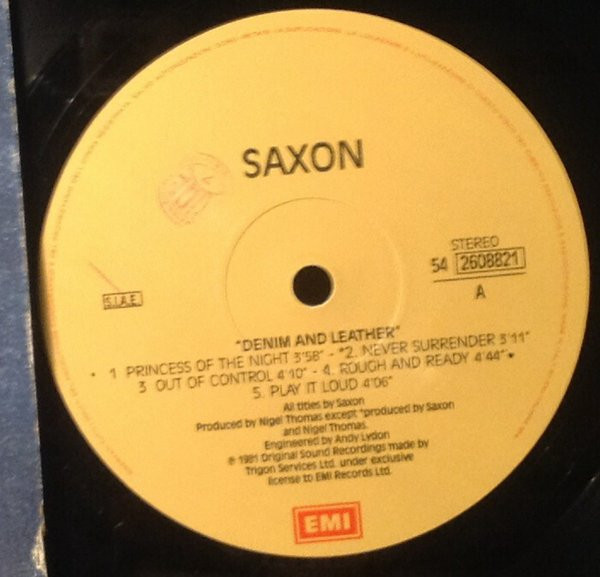 SAXON
STEREO
54 2608821
A
S.I.A.E.
"DENIM AND LEATHER"
• 1 PRINCESS OF THE NIGHT 3'58" - *2. NEVER SURRENDER 3'11"
3 OUT OF CONTROL 4'10" - 4. ROUGH AND READY 4'44" •
5. PLAY IT LOUD 4'06"
All titles by Saxon
Produced by Nigel Thomas except *produced by Saxon
and Nigel Thomas.
Engineered by Andy Lydon
℗ 1981 Original Sound Recordings made by
Trigon Services Ltd. under exclusive
license to EMI Records Ltd.
EMI